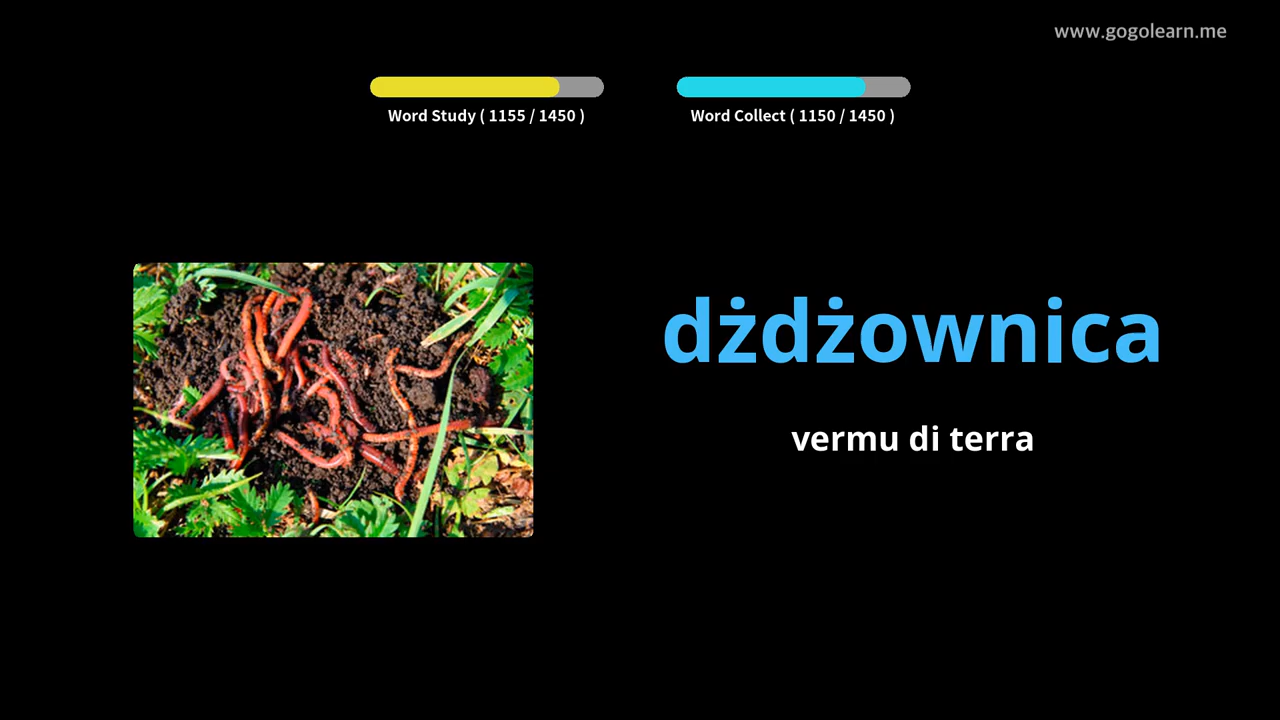 www.gogolearn.me
Word Study ( 1155 / 1450 )
Word Collect ( 1150 / 1450 )
dżdżownica
vermu di terra